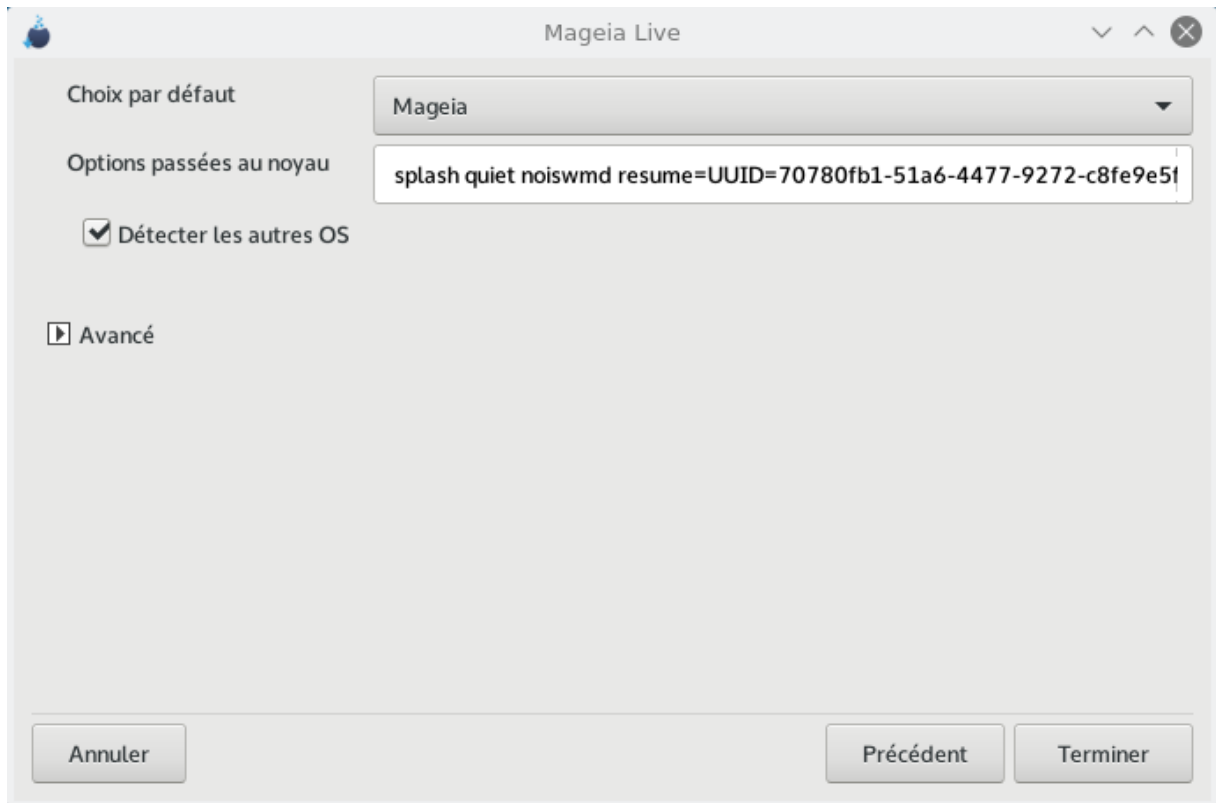 Mageia Live
Choix par défaut
Mageia
Options passées au noyau
splash quiet noiswmd resume=UUID=70780fb1-51a6-4477-9272-c8fe9e5f
Détecter les autres OS
Avancé
Annuler
Précédent
Terminer